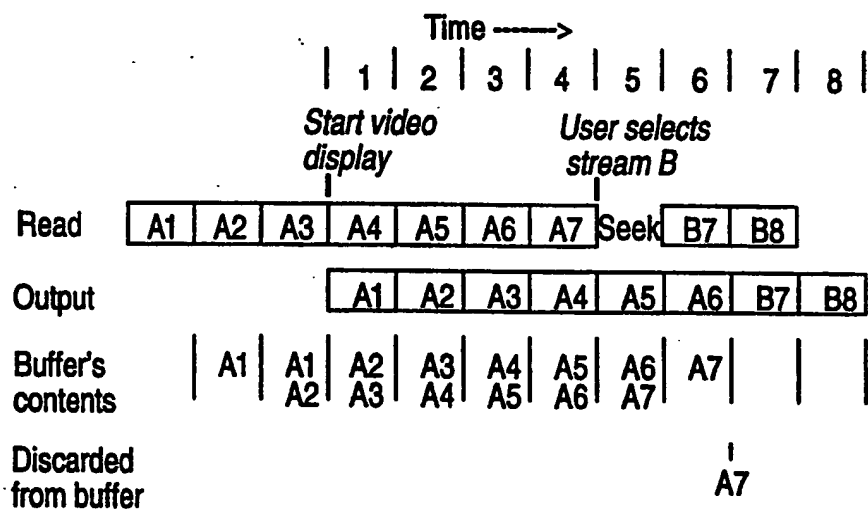 Time ------->
1 2 3 4 5 6 7 8
Start video
display
User selects
stream B
Read A1 A2 A3 A4 A5 A6 A7 Seek B7 B8
Output A1 A2 A3 A4 A5 A6 B7 B8
Buffer's
contents
A1 A1 A2 A3 A4 A5 A6 A7
A2 A3 A4 A5 A6 A7
Discarded
from buffer
A7